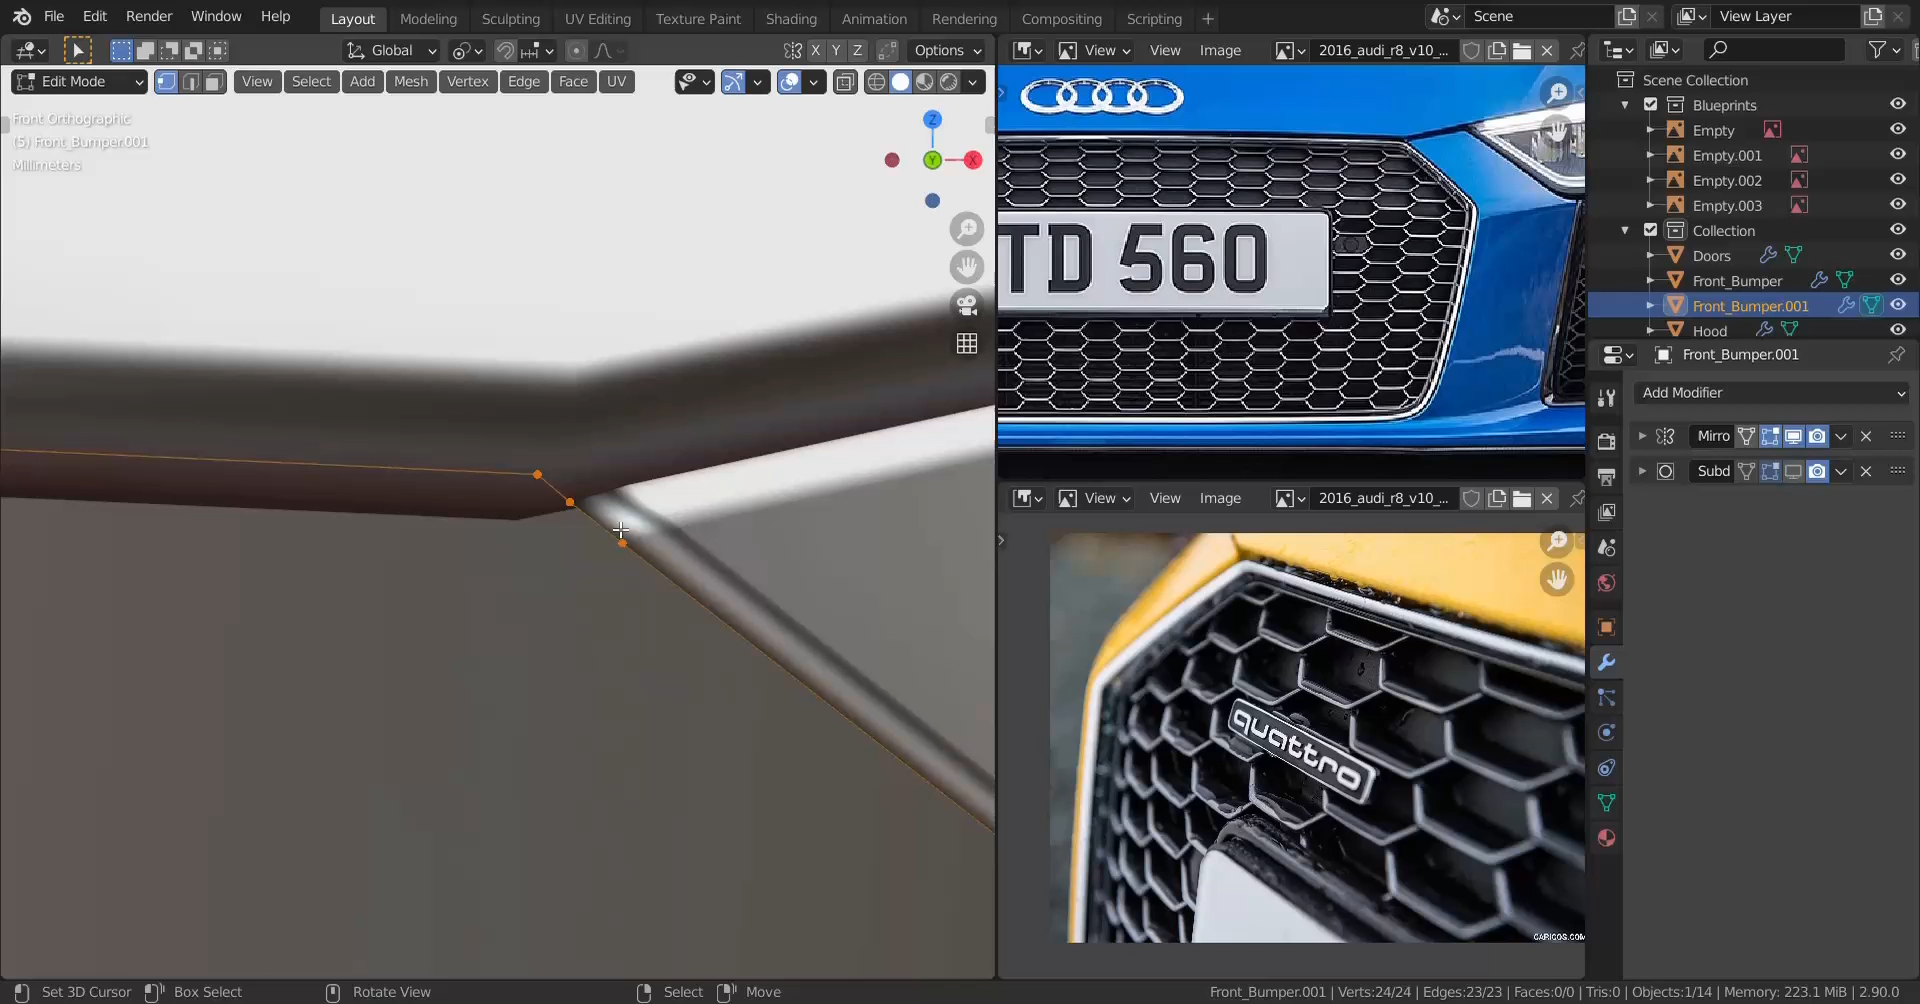 File Edit Render Window Help Layout Modeling Sculpting UV Editing Texture Paint Shading Animation Rendering Compositing Scripting + Scene View Layer
Global X Y Z Options
Edit Mode View Select Add Mesh Vertex Edge Face UV
Front Orthographic
(5) Front_Bumper.001
Millimeters
Z
Y
X
View View Image 2016_audi_r8_v10_...
TD 560
View View Image 2016_audi_r8_v10_...
quattro
CARICOS.COM
Scene Collection
Blueprints
Empty
Empty.001
Empty.002
Empty.003
Collection
Doors
Front_Bumper
Front_Bumper.001
Hood
Front_Bumper.001
Add Modifier
Mirro
Subd
Set 3D Cursor Box Select Rotate View Select Move Front_Bumper.001 | Verts:24/24 | Edges:23/23 | Faces:0/0 | Tris:0 | Objects:1/14 | Memory: 223.1 MiB | 2.90.0